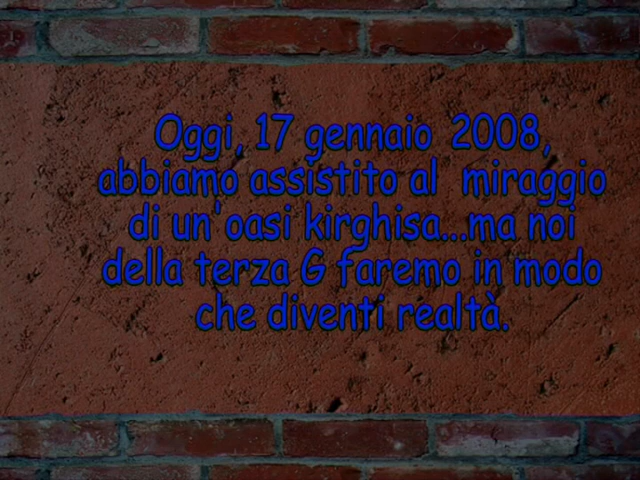 Oggi, 17 gennaio 2008,
abbiamo assistito al miraggio
di un'oasi kirghisa...ma noi
della terza G faremo in modo
che diventi realtà.